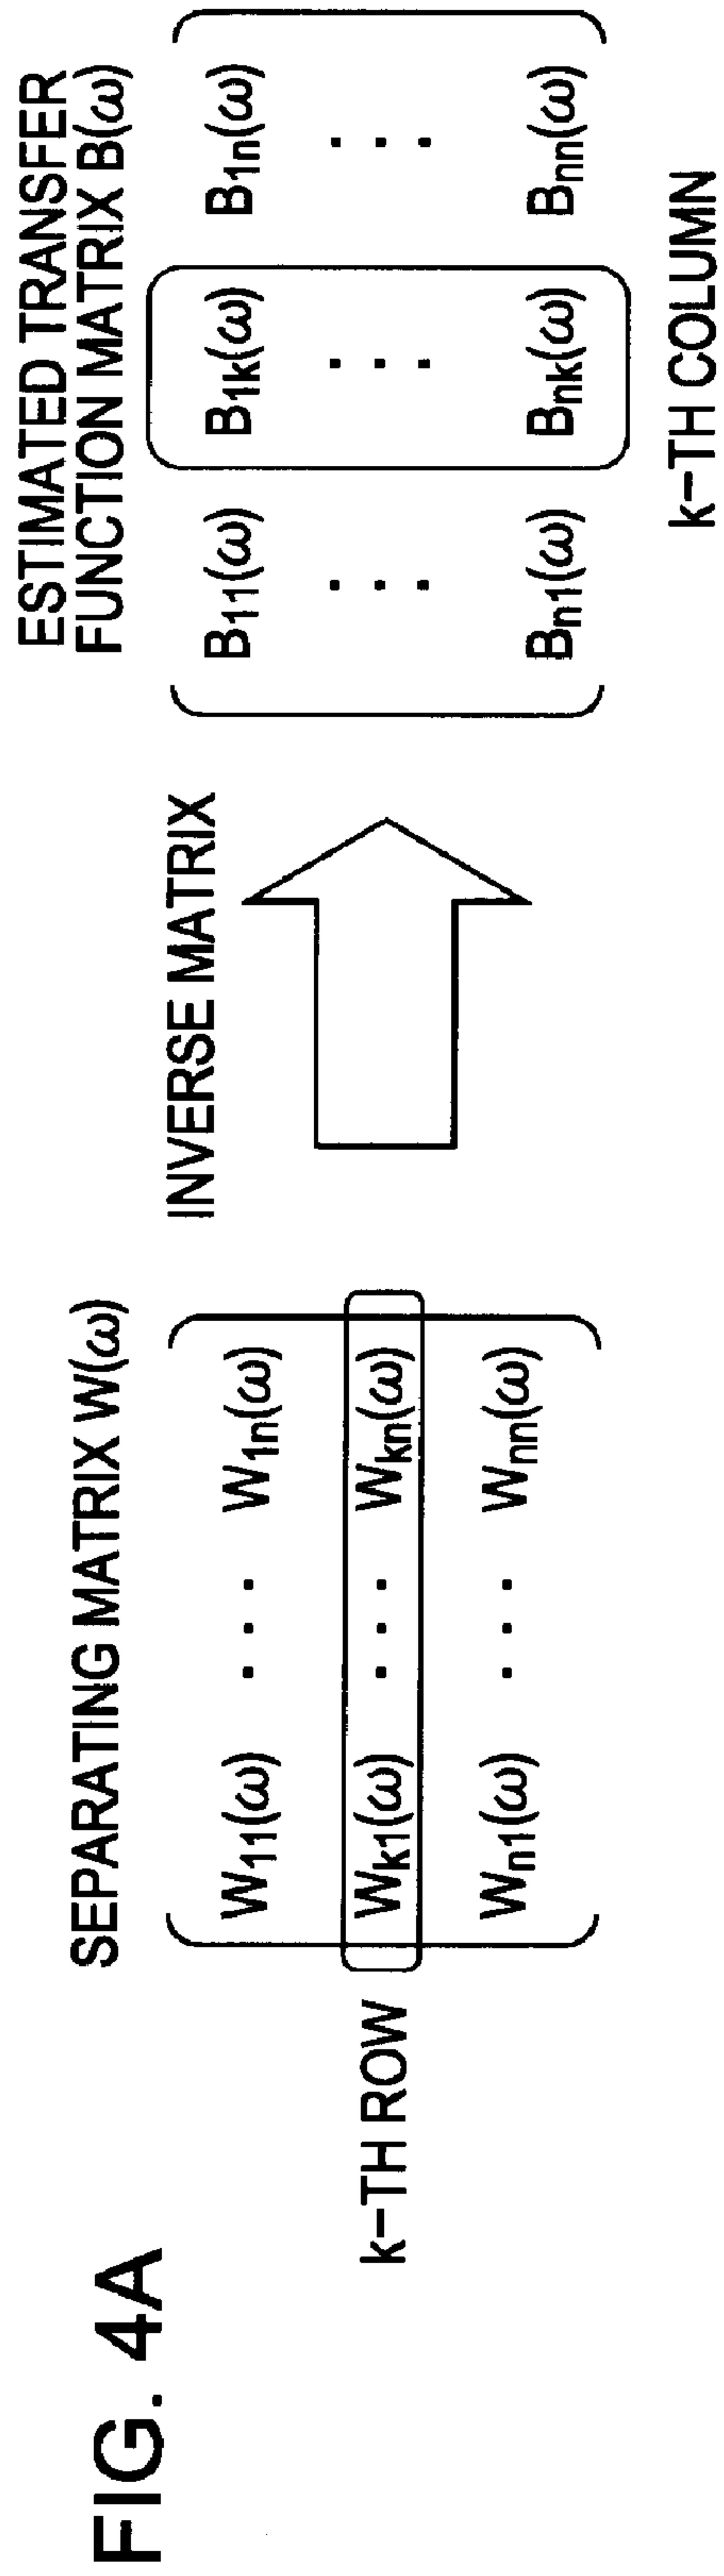 FIG. 4A
SEPARATING MATRIX W(ω)
k-TH ROW
W11(ω) ... W1n(ω)
Wk1(ω) ... Wkn(ω)
Wn1(ω) ... Wnn(ω)
INVERSE MATRIX
ESTIMATED TRANSFER
FUNCTION MATRIX B(ω)
B11(ω) B1k(ω) B1n(ω)
... ... ...
Bn1(ω) Bnk(ω) Bnn(ω)
k-TH COLUMN